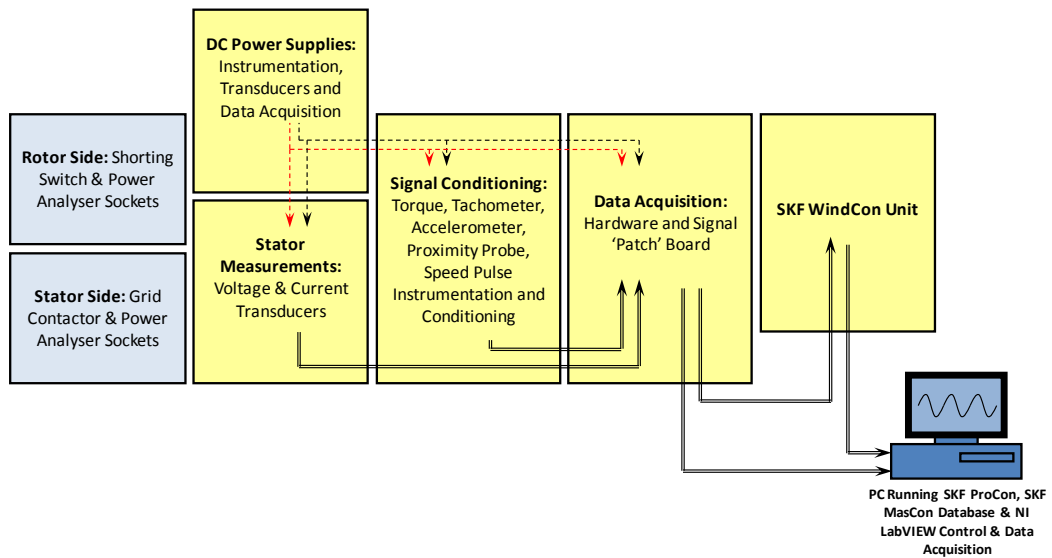 DC Power Supplies:
Instrumentation,
Transducers and
Data Acquisition
Rotor Side: Shorting
Switch & Power
Analyser Sockets
Stator Side: Grid
Contactor & Power
Analyser Sockets
Stator
Measurements:
Voltage & Current
Transducers
Signal Conditioning:
Torque, Tachometer,
Accelerometer,
Proximity Probe,
Speed Pulse
Instrumentation and
Conditioning
Data Acquisition:
Hardware and Signal
‘Patch’ Board
SKF WindCon Unit
PC Running SKF ProCon, SKF
MasCon Database & NI
LabVIEW Control & Data
Acquisition